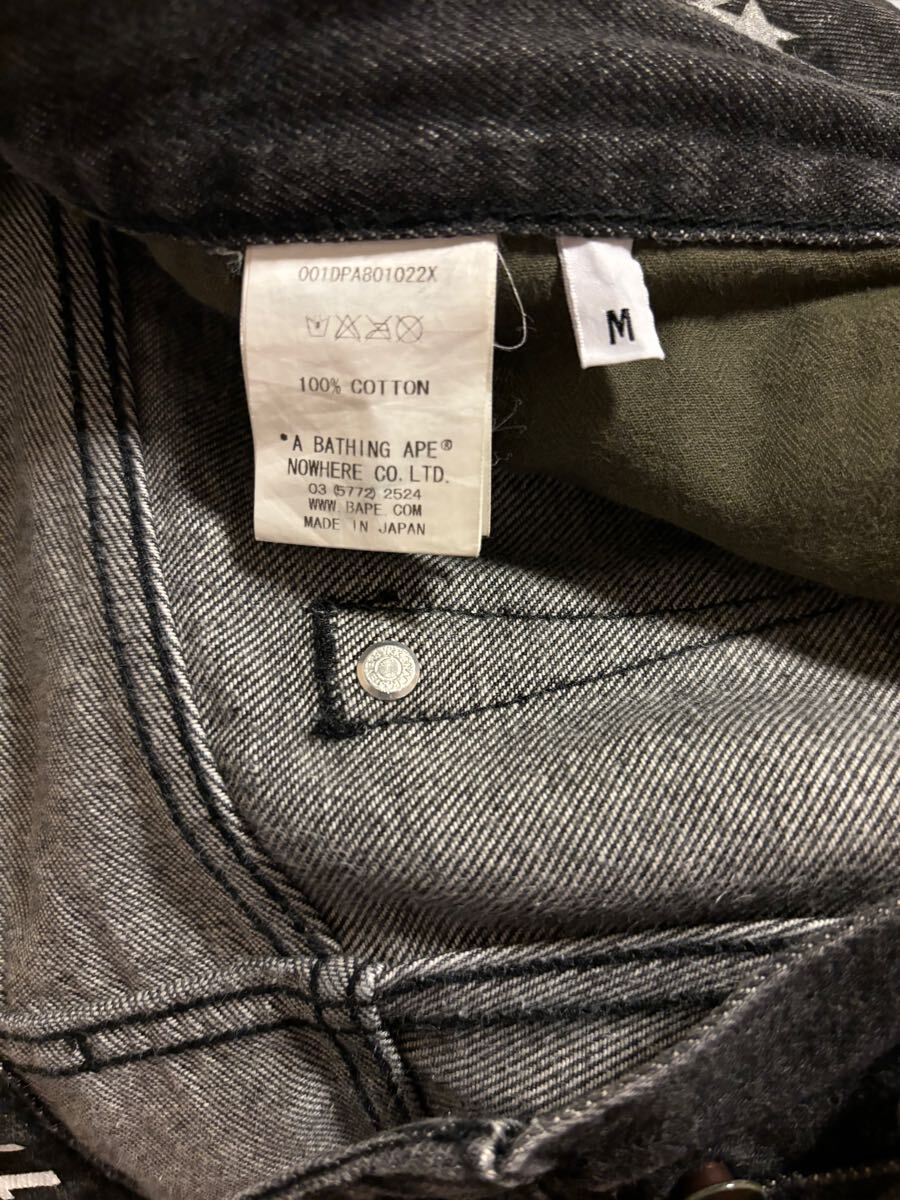 001DPA801022X
100% COTTON
"A BATHING APE®
NOWHERE CO. LTD.
03 (5772) 2524
WWW. BAPE. COM
MADE IN JAPAN
M